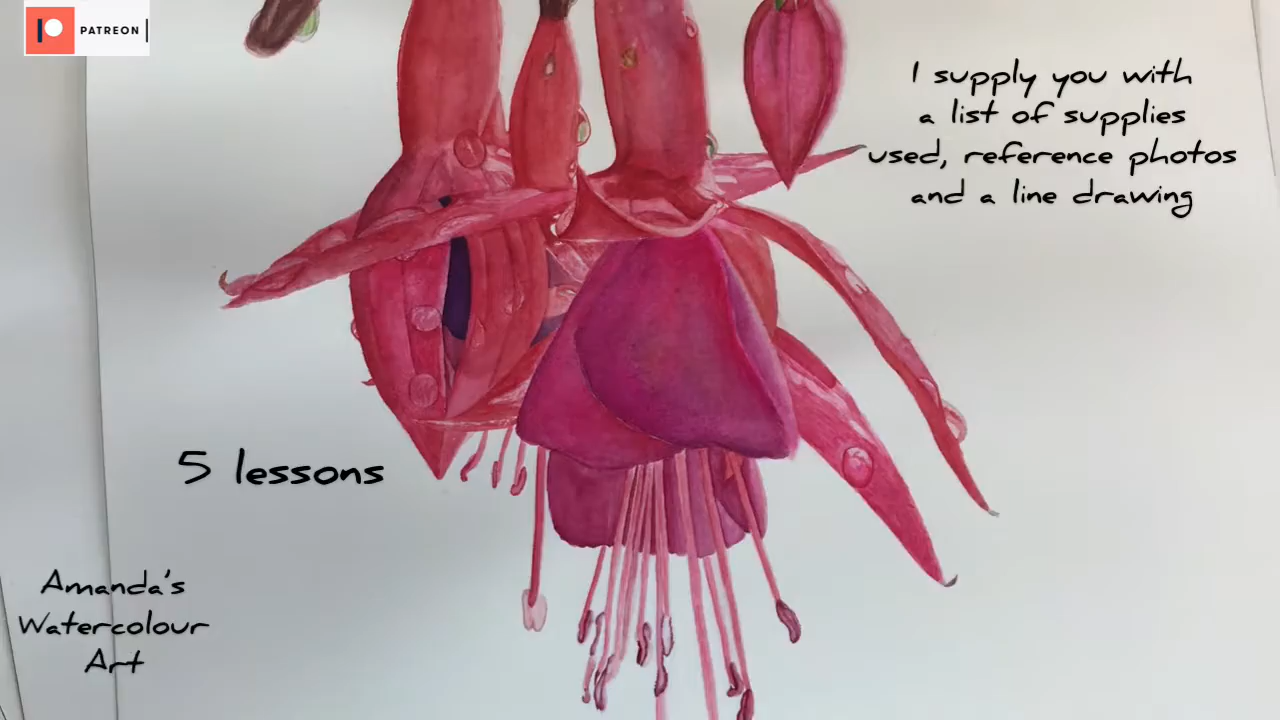 PATREON
I supply you with
a list of supplies
used, reference photos
and a line drawing
5 lessons
Amanda's
Watercolour
Art